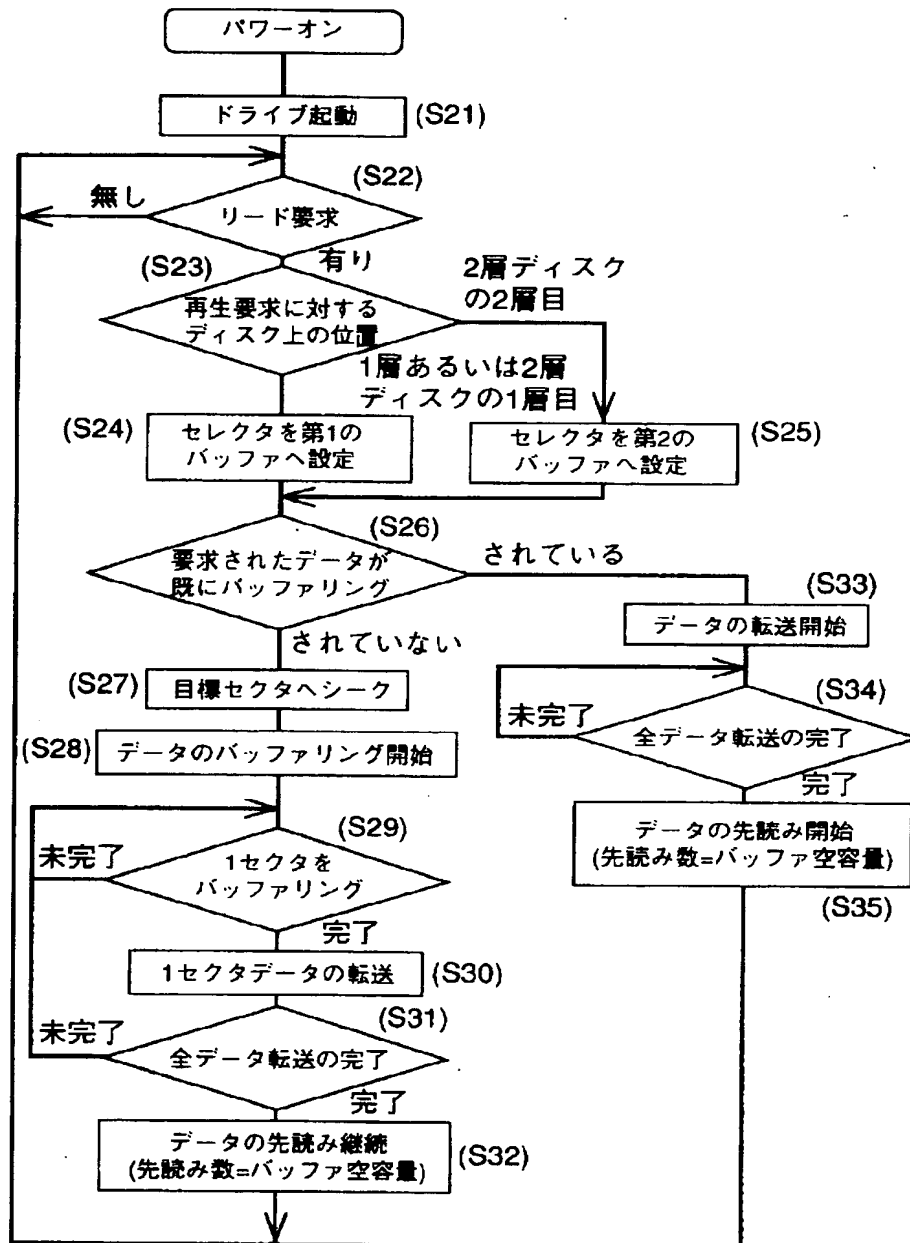 パワーオン
ドライブ起動
(S21)
(S22)
無し
リード要求
有り
(S23)
再生要求に対する
ディスク上の位置
2層ディスク
の2層目
1層あるいは2層
ディスクの1層目
(S24)
セレクタを第1の
バッファへ設定
セレクタを第2の
バッファへ設定
(S25)
(S26)
要求されたデータが
既にバッファリング
されている
されていない
(S33)
データの転送開始
(S27)
目標セクタへシーク
(S34)
未完了
全データ転送の完了
完了
(S28)
データのバッファリング開始
データの先読み開始
(先読み数=バッファ空容量)
(S35)
(S29)
未完了
1セクタを
バッファリング
完了
1セクタデータの転送
(S30)
(S31)
未完了
全データ転送の完了
完了
データの先読み継続
(先読み数=バッファ空容量)
(S32)